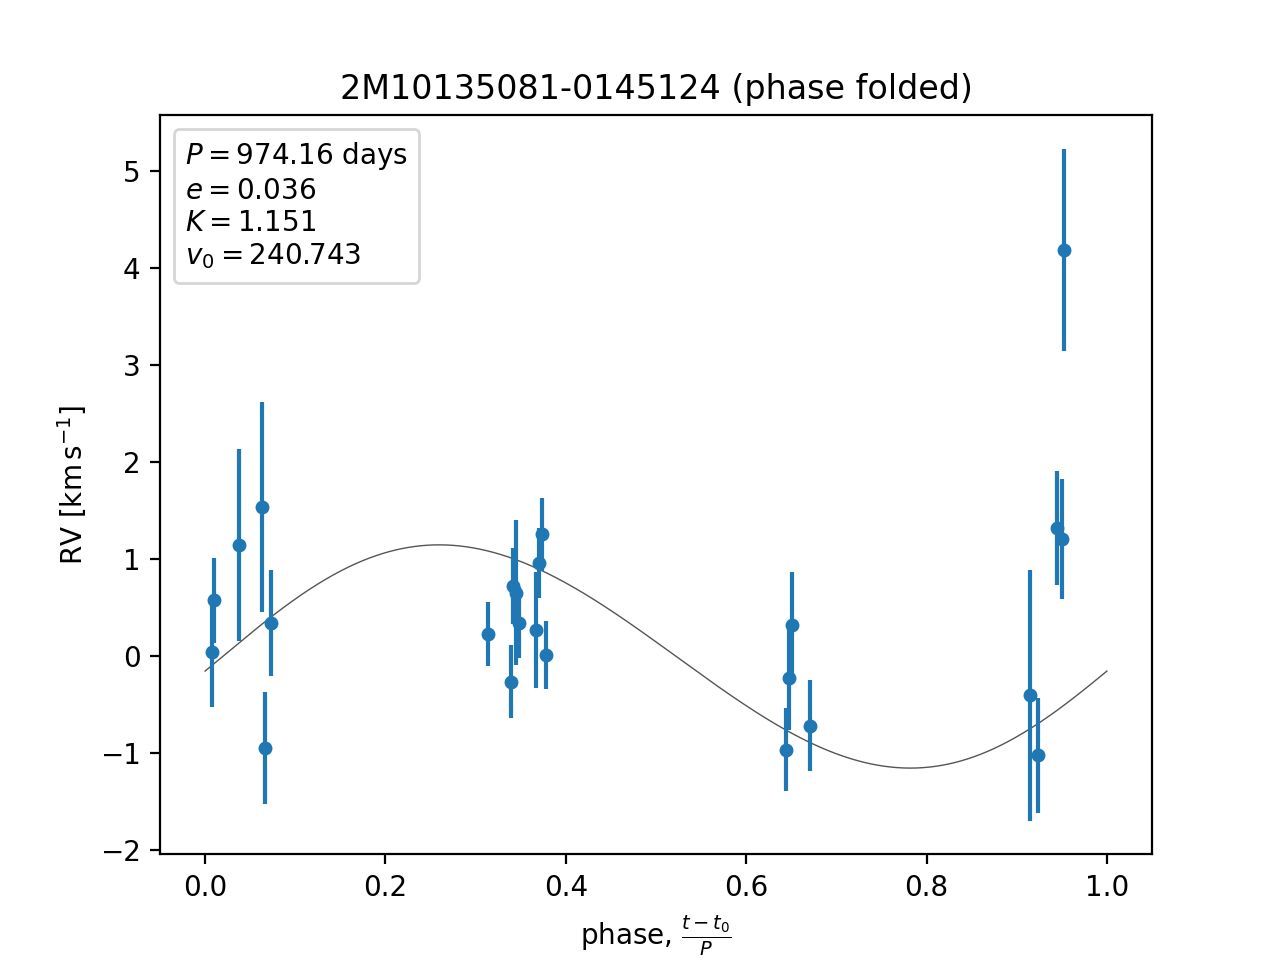 2M10135081-0145124 (phase folded)
P = 974.16 days
e = 0.036
K = 1.151
v₀ = 240.743
5
4
3
2
1
0
−1
−2
RV [km s⁻¹]
0.0 0.2 0.4 0.6 0.8 1.0
phase, (t − t₀)/P